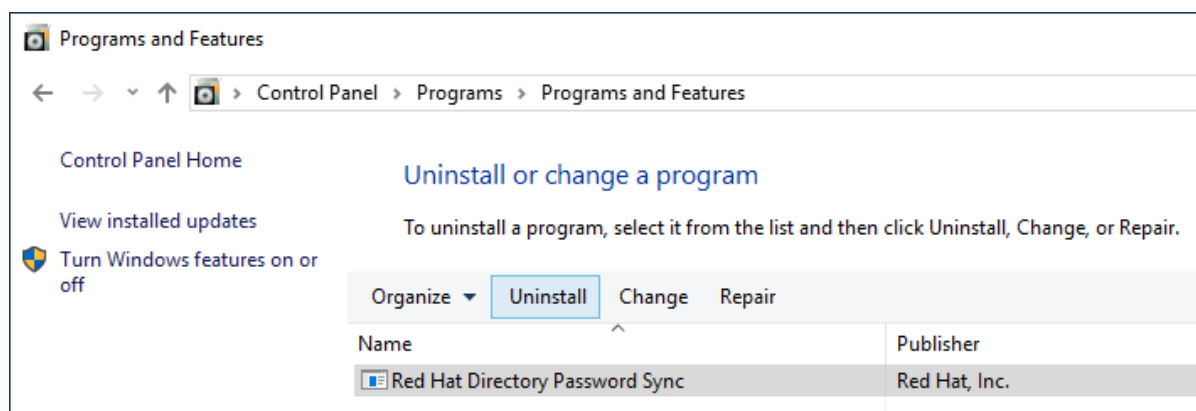 Programs and Features
Control Panel > Programs > Programs and Features
Control Panel Home
View installed updates
Turn Windows features on or
off
Uninstall or change a program
To uninstall a program, select it from the list and then click Uninstall, Change, or Repair.
Organize Uninstall Change Repair
Name Publisher
Red Hat Directory Password Sync Red Hat, Inc.